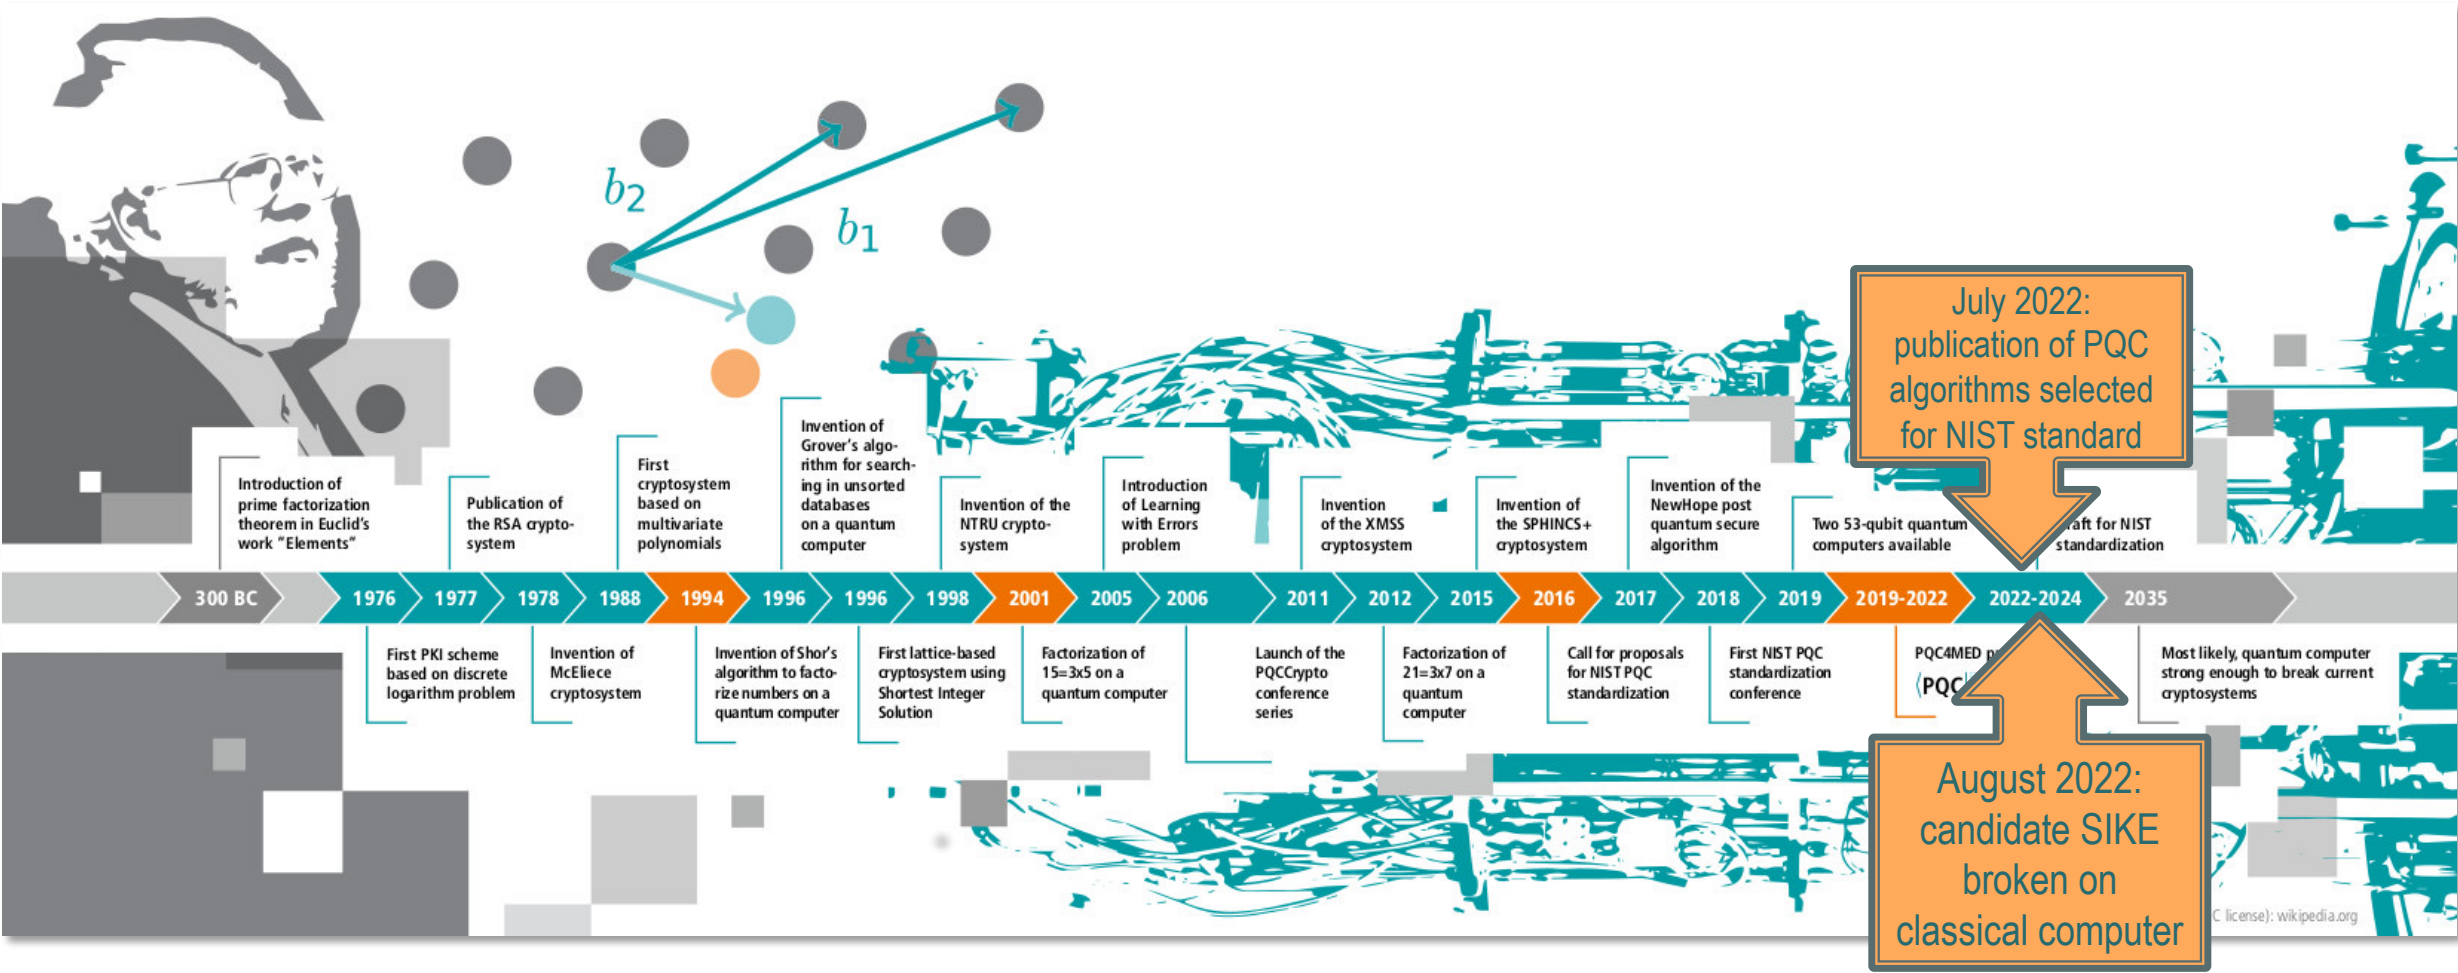 b2
b1
July 2022:
publication of PQC
algorithms selected
for NIST standard
Introduction of
prime factorization
theorem in Euclid's
work "Elements"
Publication of
the RSA crypto-
system
First
cryptosystem
based on
multivariate
polynomials
Invention of
Grover's algo-
rithm for search-
ing in unsorted
databases
on a quantum
computer
Invention of the
NTRU crypto-
system
Introduction
of Learning
with Errors
problem
Invention
of the XMSS
cryptosystem
Invention of
the SPHINCS+
cryptosystem
Invention of the
NewHope post
quantum secure
algorithm
Two 53-qubit quantum
computers available
raft for NIST
standardization
300 BC
1976
1977
1978
1988
1994
1996
1996
1998
2001
2005
2006
2011
2012
2015
2016
2017
2018
2019
2019-2022
2022-2024
2035
First PKI scheme
based on discrete
logarithm problem
Invention of
McEliece
cryptosystem
Invention of Shor's
algorithm to facto-
rize numbers on a
quantum computer
First lattice-based
cryptosystem using
Shortest Integer
Solution
Factorization of
15=3x5 on a
quantum computer
Launch of the
PQCCrypto
conference
series
Factorization of
21=3x7 on a
quantum
computer
Call for proposals
for NIST PQC
standardization
First NIST PQC
standardization
conference
PQC4MED
PQC
Most likely, quantum computer
strong enough to break current
cryptosystems
August 2022:
candidate SIKE
broken on
classical computer
C license): wikipedia.org